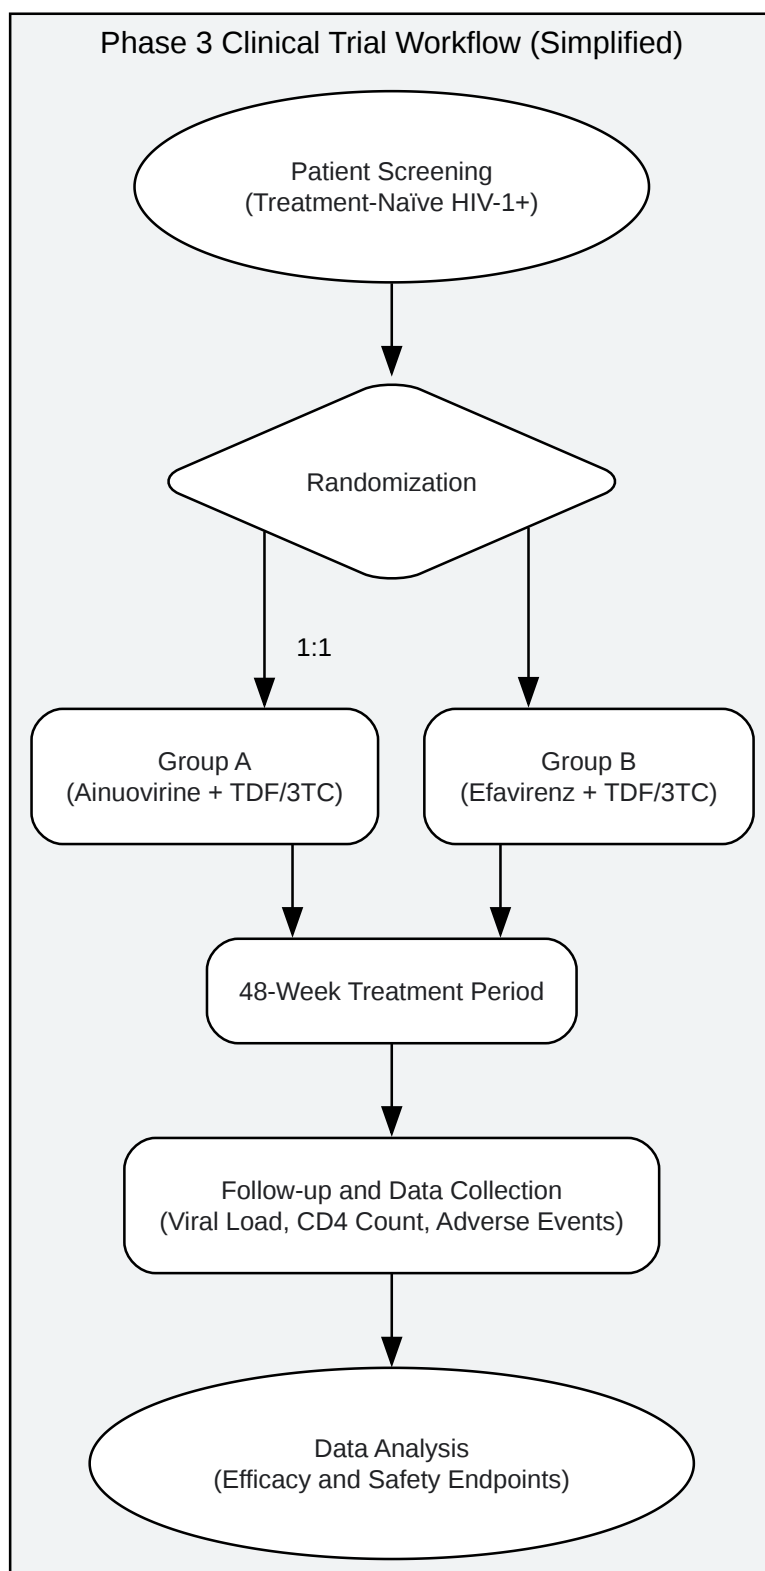 Phase 3 Clinical Trial Workflow (Simplified)
Patient Screening
(Treatment-Naïve HIV-1+)
Randomization
1:1
Group A
(Ainuovirine + TDF/3TC)
Group B
(Efavirenz + TDF/3TC)
48-Week Treatment Period
Follow-up and Data Collection
(Viral Load, CD4 Count, Adverse Events)
Data Analysis
(Efficacy and Safety Endpoints)